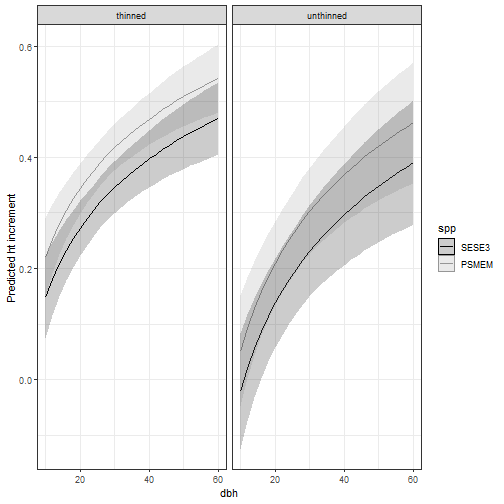 thinned
unthinned
0.6
0.4
0.2
0.0
Predicted ht increment
20
40
60
20
40
60
dbh
spp
SESE3
PSMEM